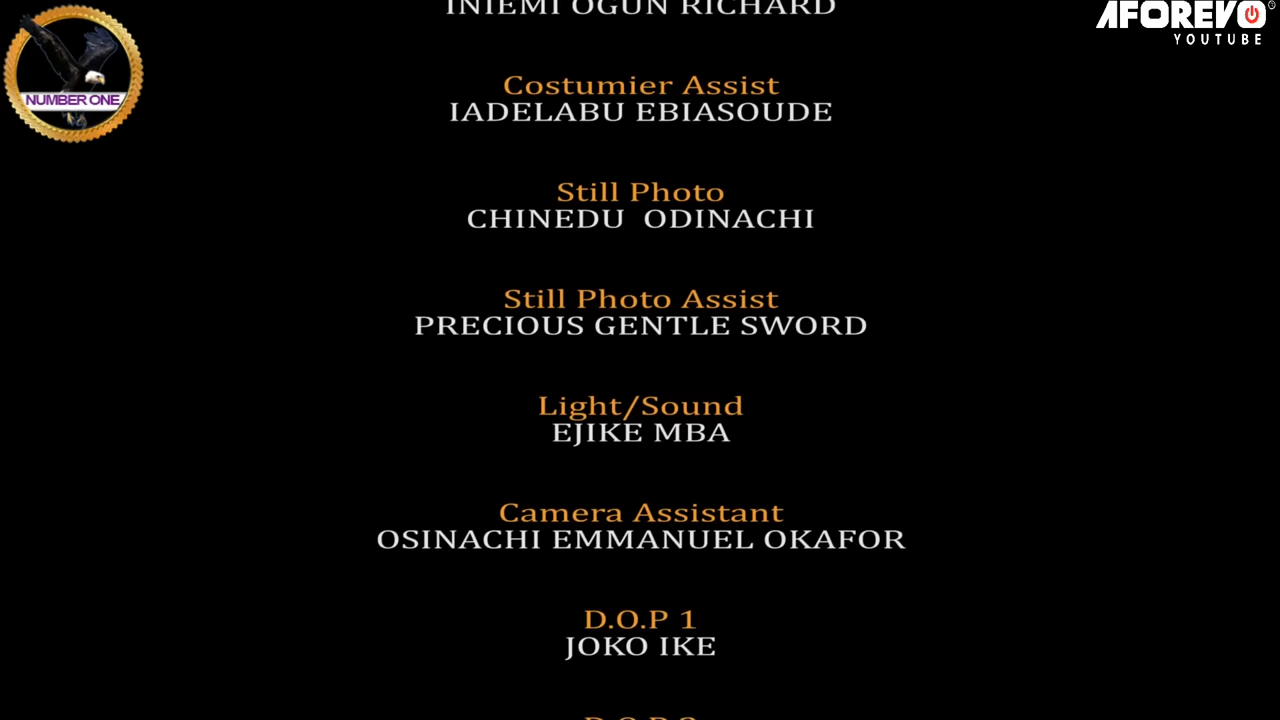 INIEMI OGUN RICHARD
AFOREVO
YOUTUBE
NUMBER ONE
Costumier Assist
IADELABU EBIASOUDE
Still Photo
CHINEDU ODINACHI
Still Photo Assist
PRECIOUS GENTLE SWORD
Light/Sound
EJIKE MBA
Camera Assistant
OSINACHI EMMANUEL OKAFOR
D.O.P 1
JOKO IKE